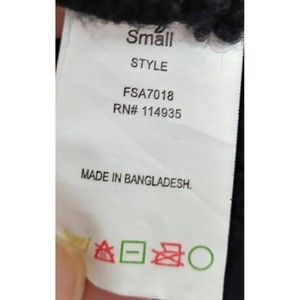 Small
STYLE
FSA7018
RN# 114935
MADE IN BANGLADESH.